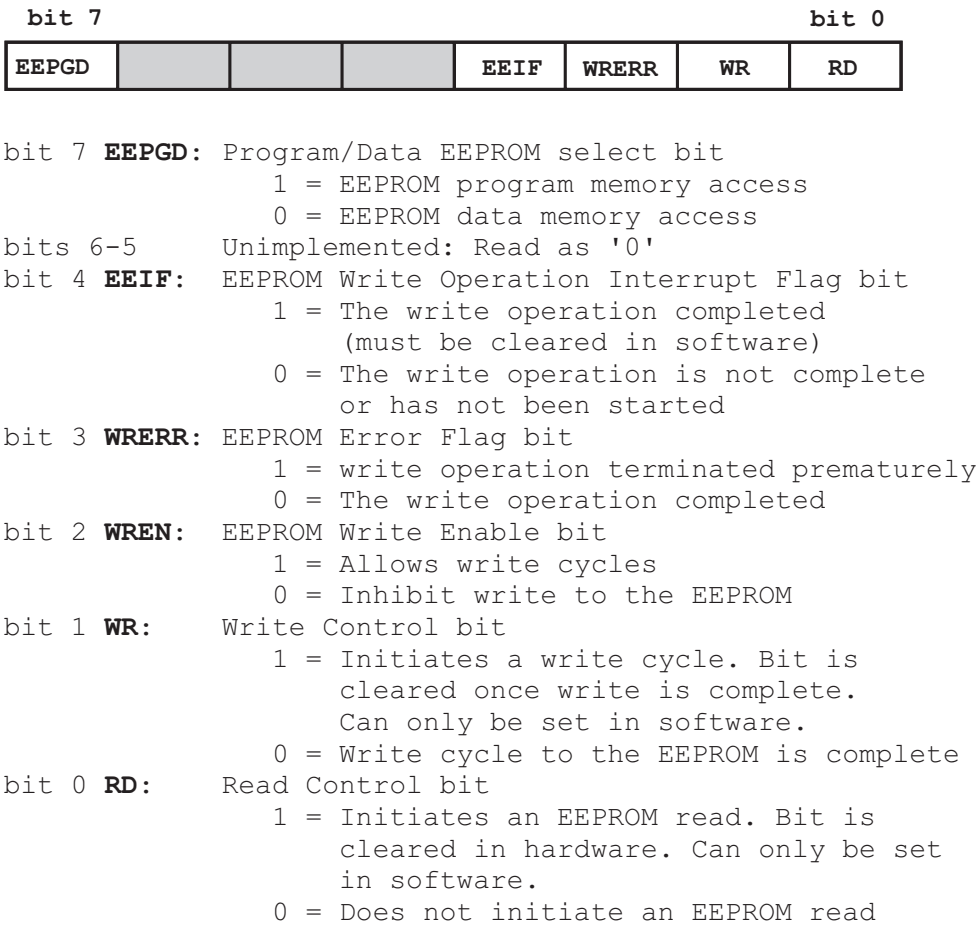 bit 7 bit 0
EEPGD EEIF WRERR WR RD
bit 7 EEPGD: Program/Data EEPROM select bit
1 = EEPROM program memory access
0 = EEPROM data memory access
bits 6-5 Unimplemented: Read as '0'
bit 4 EEIF: EEPROM Write Operation Interrupt Flag bit
1 = The write operation completed
(must be cleared in software)
0 = The write operation is not complete
or has not been started
bit 3 WRERR: EEPROM Error Flag bit
1 = write operation terminated prematurely
0 = The write operation completed
bit 2 WREN: EEPROM Write Enable bit
1 = Allows write cycles
0 = Inhibit write to the EEPROM
bit 1 WR: Write Control bit
1 = Initiates a write cycle. Bit is
cleared once write is complete.
Can only be set in software.
0 = Write cycle to the EEPROM is complete
bit 0 RD: Read Control bit
1 = Initiates an EEPROM read. Bit is
cleared in hardware. Can only be set
in software.
0 = Does not initiate an EEPROM read